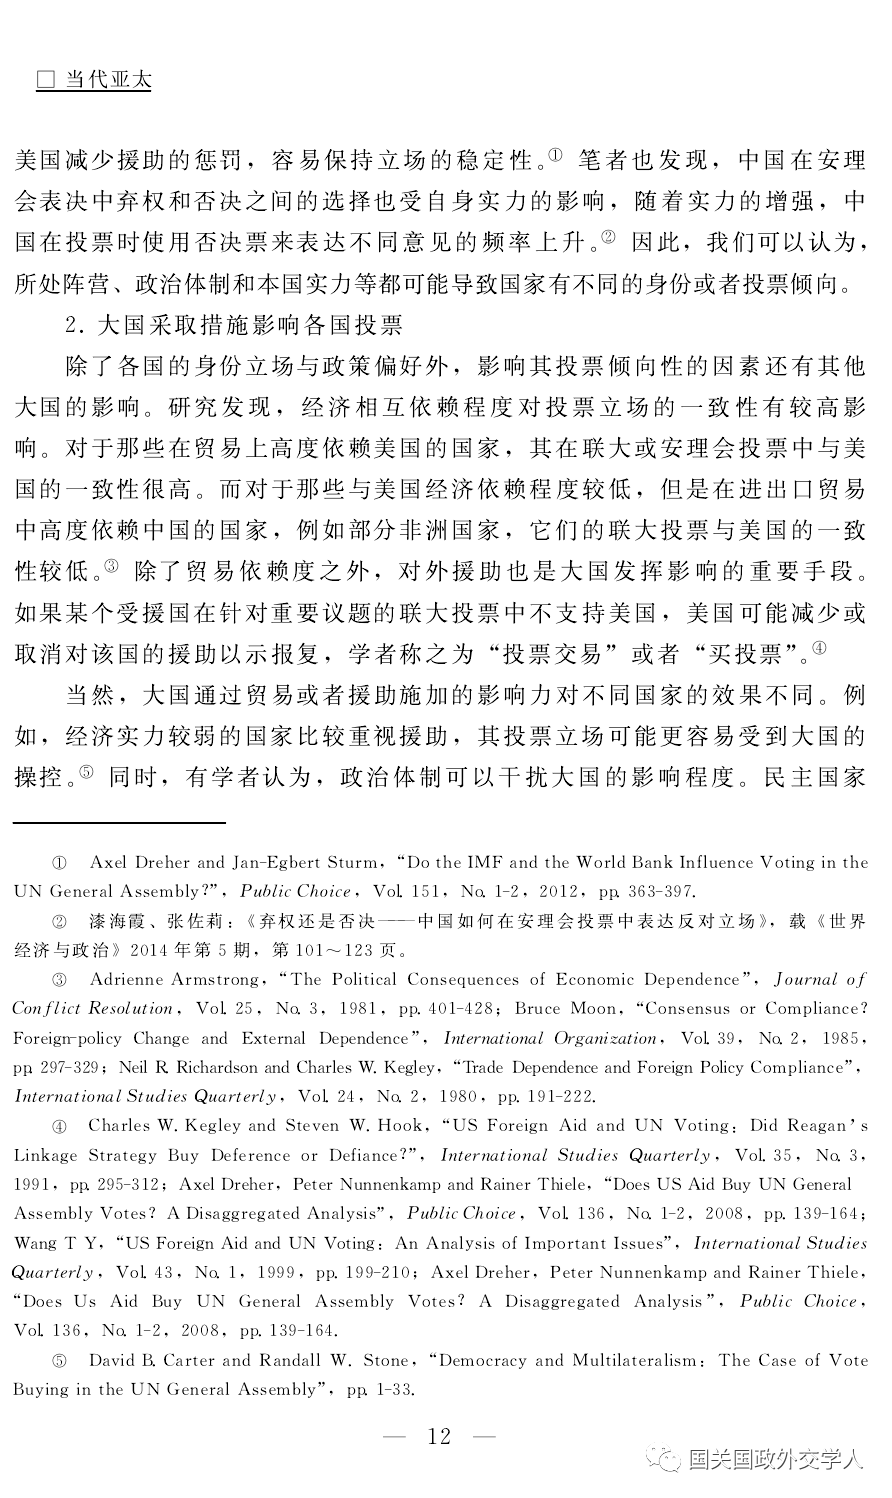 □ 当代亚太
美国减少援助的惩罚，容易保持立场的稳定性。① 笔者也发现，中国在安理
会表决中弃权和否决之间的选择也受自身实力的影响，随着实力的增强，中
国在投票时使用否决票来表达不同意见的频率上升。② 因此，我们可以认为，
所处阵营、政治体制和本国实力等都可能导致国家有不同的身份或者投票倾向。
2. 大国采取措施影响各国投票
除了各国的身份立场与政策偏好外，影响其投票倾向性的因素还有其他
大国的影响。研究发现，经济相互依赖程度对投票立场的一致性有较高影
响。对于那些在贸易上高度依赖美国的国家，其在联大或安理会投票中与美
国的一致性很高。而对于那些与美国经济依赖程度较低，但是在进出口贸易
中高度依赖中国的国家，例如部分非洲国家，它们的联大投票与美国的一致
性较低。③ 除了贸易依赖度之外，对外援助也是大国发挥影响的重要手段。
如果某个受援国在针对重要议题的联大投票中不支持美国，美国可能减少或
取消对该国的援助以示报复，学者称之为“投票交易”或者“买投票”。④
当然，大国通过贸易或者援助施加的影响力对不同国家的效果不同。例
如，经济实力较弱的国家比较重视援助，其投票立场可能更容易受到大国的
操控。⑤ 同时，有学者认为，政治体制可以干扰大国的影响程度。民主国家
① Axel Dreher and Jan-Egbert Sturm，“Do the IMF and the World Bank Influence Voting in the
UN General Assembly?”，Public Choice，Vol. 151，No. 1-2，2012，pp. 363-397.
② 漆海霞、张佐莉：《弃权还是否决——中国如何在安理会投票中表达反对立场》，载《世界
经济与政治》2014 年第 5 期，第 101～123 页。
③ Adrienne Armstrong，“The Political Consequences of Economic Dependence”，Journal of
Conflict Resolution，Vol. 25，No. 3，1981，pp. 401-428；Bruce Moon，“Consensus or Compliance?
Foreign-policy Change and External Dependence”，International Organization，Vol. 39，No. 2，1985，
pp. 297-329；Neil R. Richardson and Charles W. Kegley，“Trade Dependence and Foreign Policy Compliance”，
International Studies Quarterly，Vol. 24，No. 2，1980，pp. 191-222.
④ Charles W. Kegley and Steven W. Hook，“US Foreign Aid and UN Voting：Did Reagan’s
Linkage Strategy Buy Deference or Defiance?”，International Studies Quarterly，Vol. 35，No. 3，
1991，pp. 295-312；Axel Dreher，Peter Nunnenkamp and Rainer Thiele，“Does US Aid Buy UN General
Assembly Votes? A Disaggregated Analysis”，Public Choice，Vol. 136，No. 1-2，2008，pp. 139-164；
Wang T Y，“US Foreign Aid and UN Voting：An Analysis of Important Issues”，International Studies
Quarterly，Vol. 43，No. 1，1999，pp. 199-210；Axel Dreher，Peter Nunnenkamp and Rainer Thiele，
“Does Us Aid Buy UN General Assembly Votes? A Disaggregated Analysis”，Public Choice，
Vol. 136，No. 1-2，2008，pp. 139-164.
⑤ David B. Carter and Randall W. Stone，“Democracy and Multilateralism：The Case of Vote
Buying in the UN General Assembly”，pp. 1-33.
— 12 —
国关国政外交学人